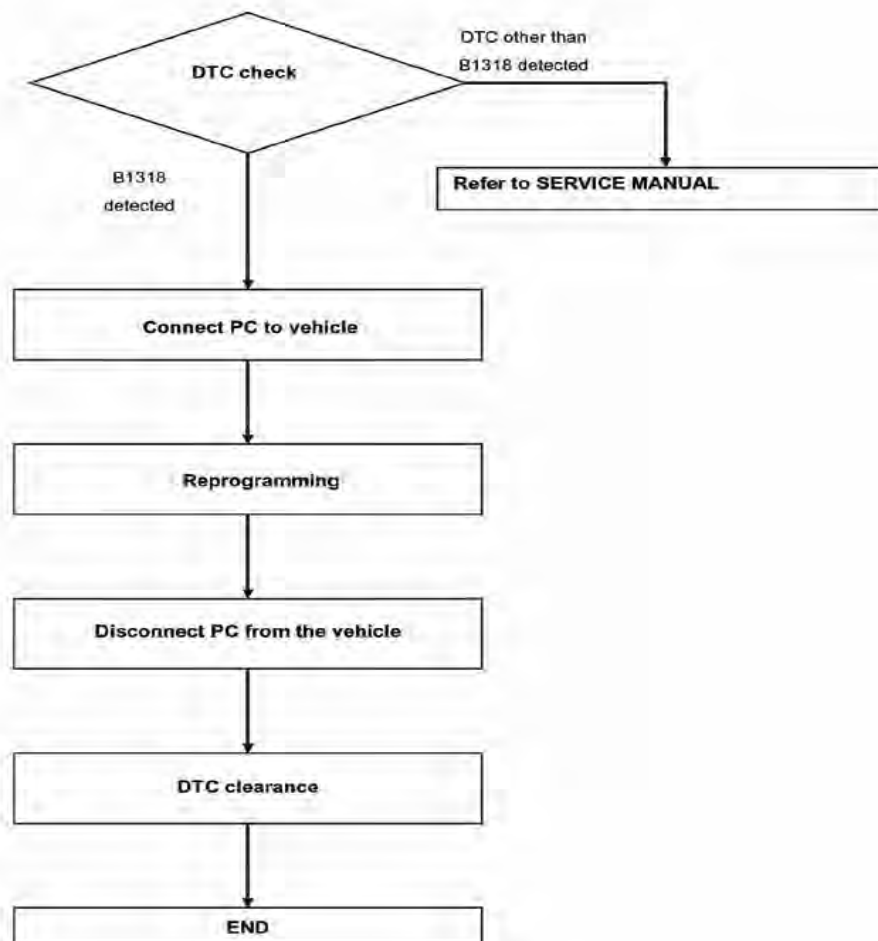 DTC check
DTC other than
B1318 detected
B1318
detected
Refer to SERVICE MANUAL
Connect PC to vehicle
Reprogramming
Disconnect PC from the vehicle
DTC clearance
END